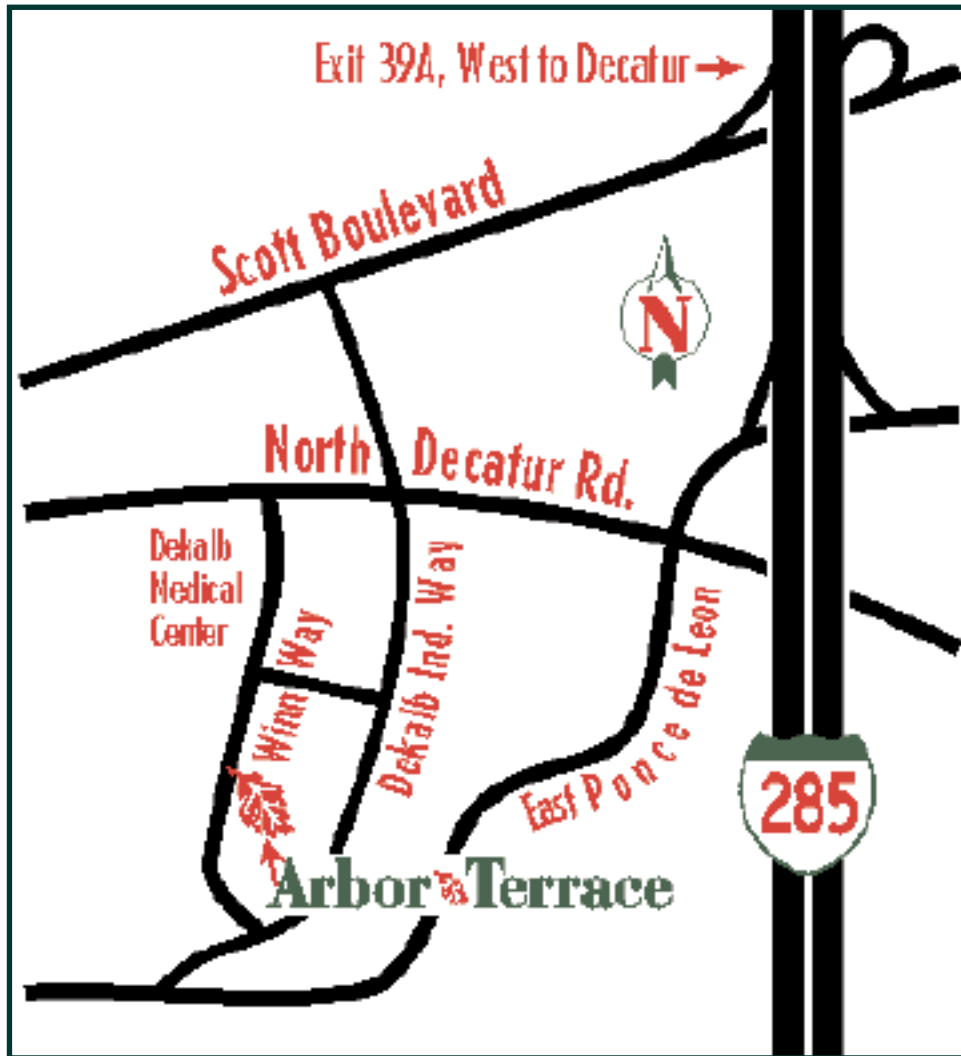 Exit 39A, West to Decatur
Scott Boulevard
N
North Decatur Rd.
Dekalb
Medical
Center
Winn Way
Dekalb Ind. Way
East Ponce de Leon
285
Arbor Terrace